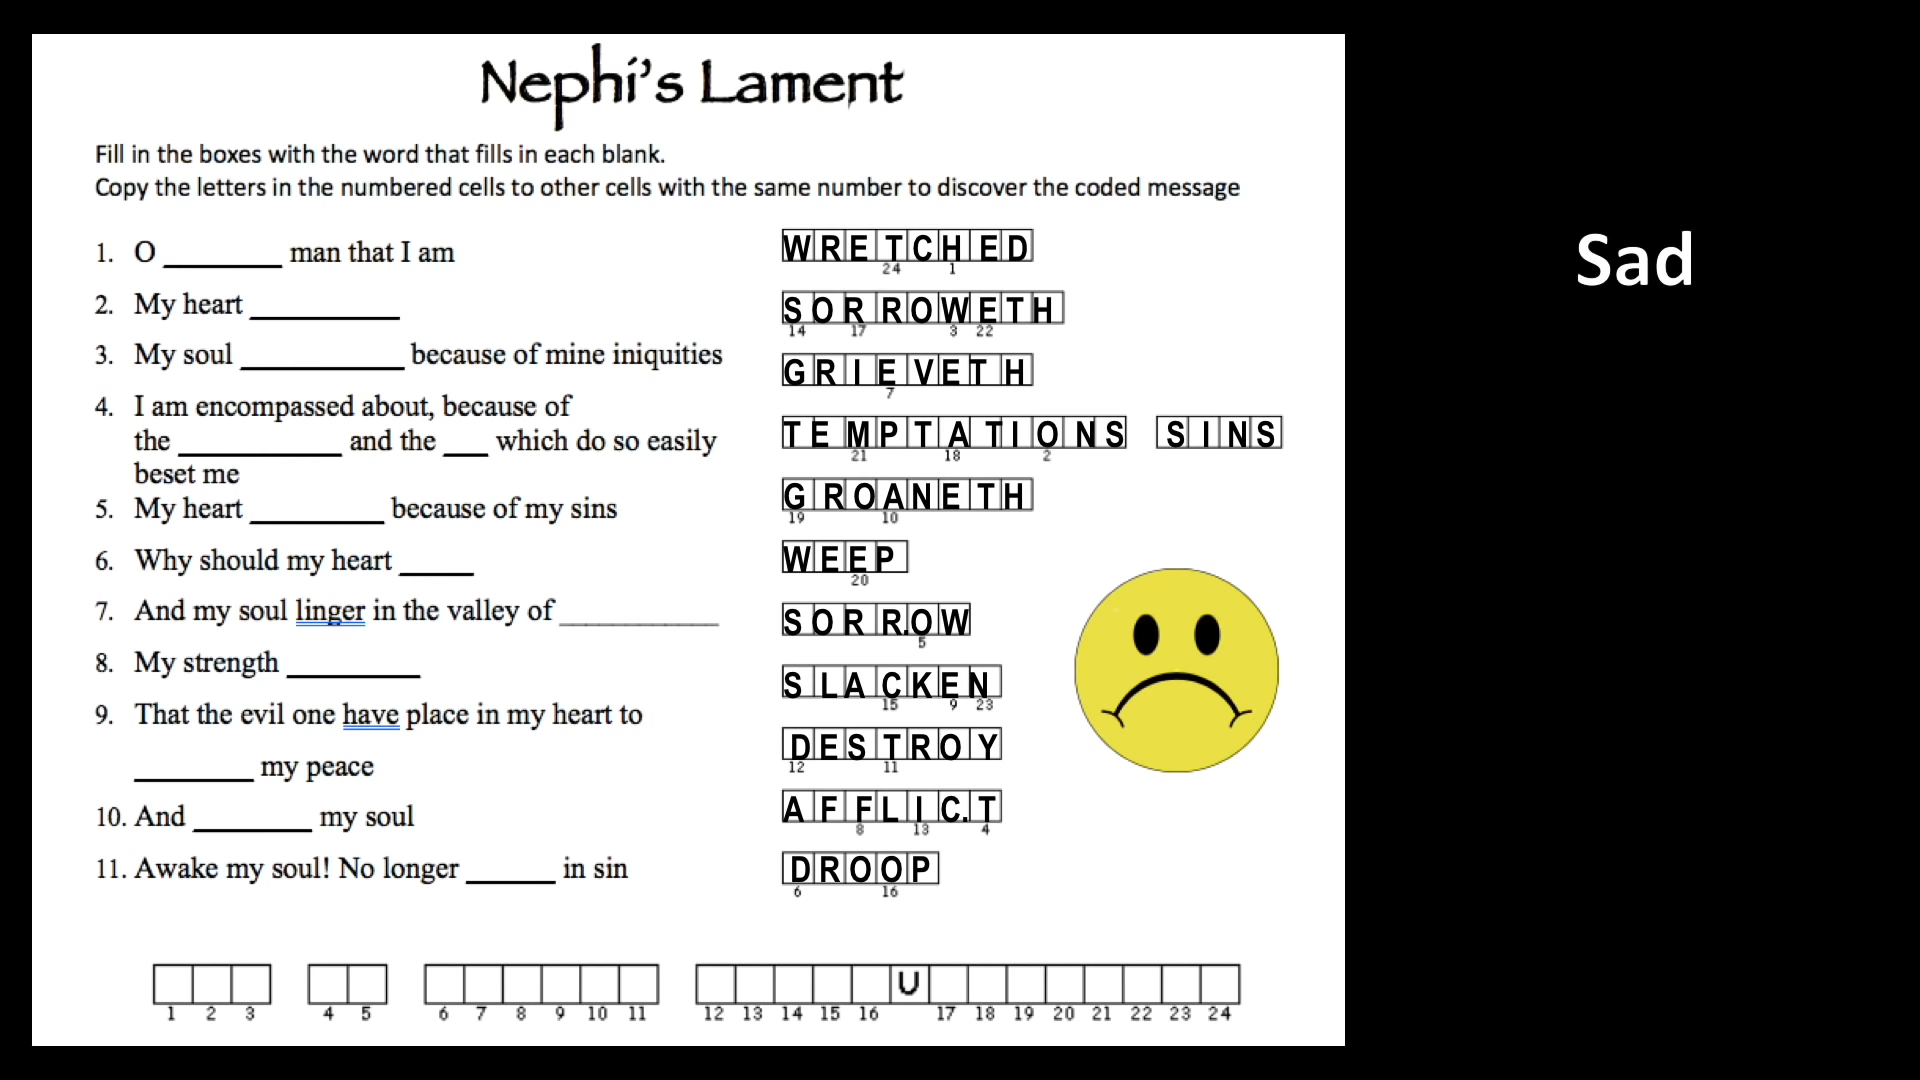 Nephi's Lament
Fill in the boxes with the word that fills in each blank.
Copy the letters in the numbered cells to other cells with the same number to discover the coded message
1. O ________ man that I am
WRETCHED
24 1
2. My heart __________
SORROWETH
14 17 3 22
3. My soul ___________ because of mine iniquities
GRIEVETH
7
4. I am encompassed about, because of
the ___________ and the ___ which do so easily
beset me
TEMPTATIONS SINS
21 18 2
5. My heart _________ because of my sins
GROANETH
19 10
6. Why should my heart _____
WEEP
20
7. And my soul linger in the valley of ___________
SORR.OW
5
8. My strength _________
SLACKEN
15 9 23
9. That the evil one have place in my heart to
________ my peace
DESTROY
12 11
10. And ________ my soul
AFFLIC.T
8 13 4
11. Awake my soul! No longer ______ in sin
DROOP
6 16
U
1 2 3 4 5 6 7 8 9 10 11 12 13 14 15 16 17 18 19 20 21 22 23 24
Sad